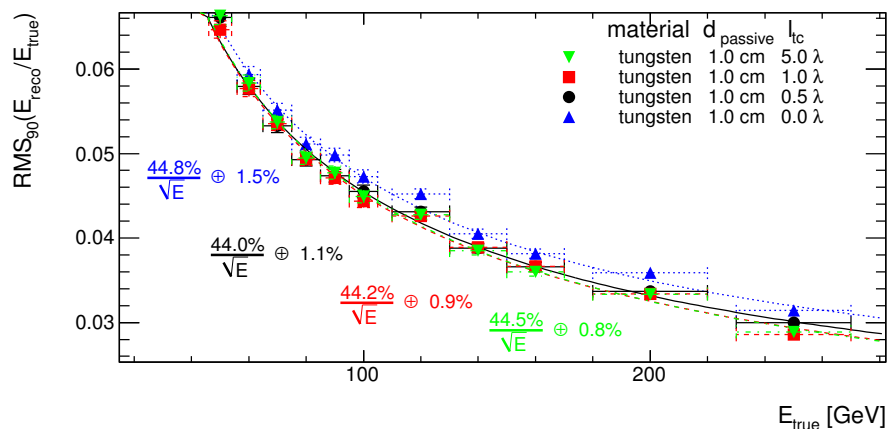 RMS90(Ereco/Etrue)
material dpassive ltc
tungsten 1.0 cm 5.0 λ
tungsten 1.0 cm 1.0 λ
tungsten 1.0 cm 0.5 λ
tungsten 1.0 cm 0.0 λ
0.06
0.05
0.04
0.03
44.8%/√E ⊕ 1.5%
44.0%/√E ⊕ 1.1%
44.2%/√E ⊕ 0.9%
44.5%/√E ⊕ 0.8%
100 200
Etrue [GeV]